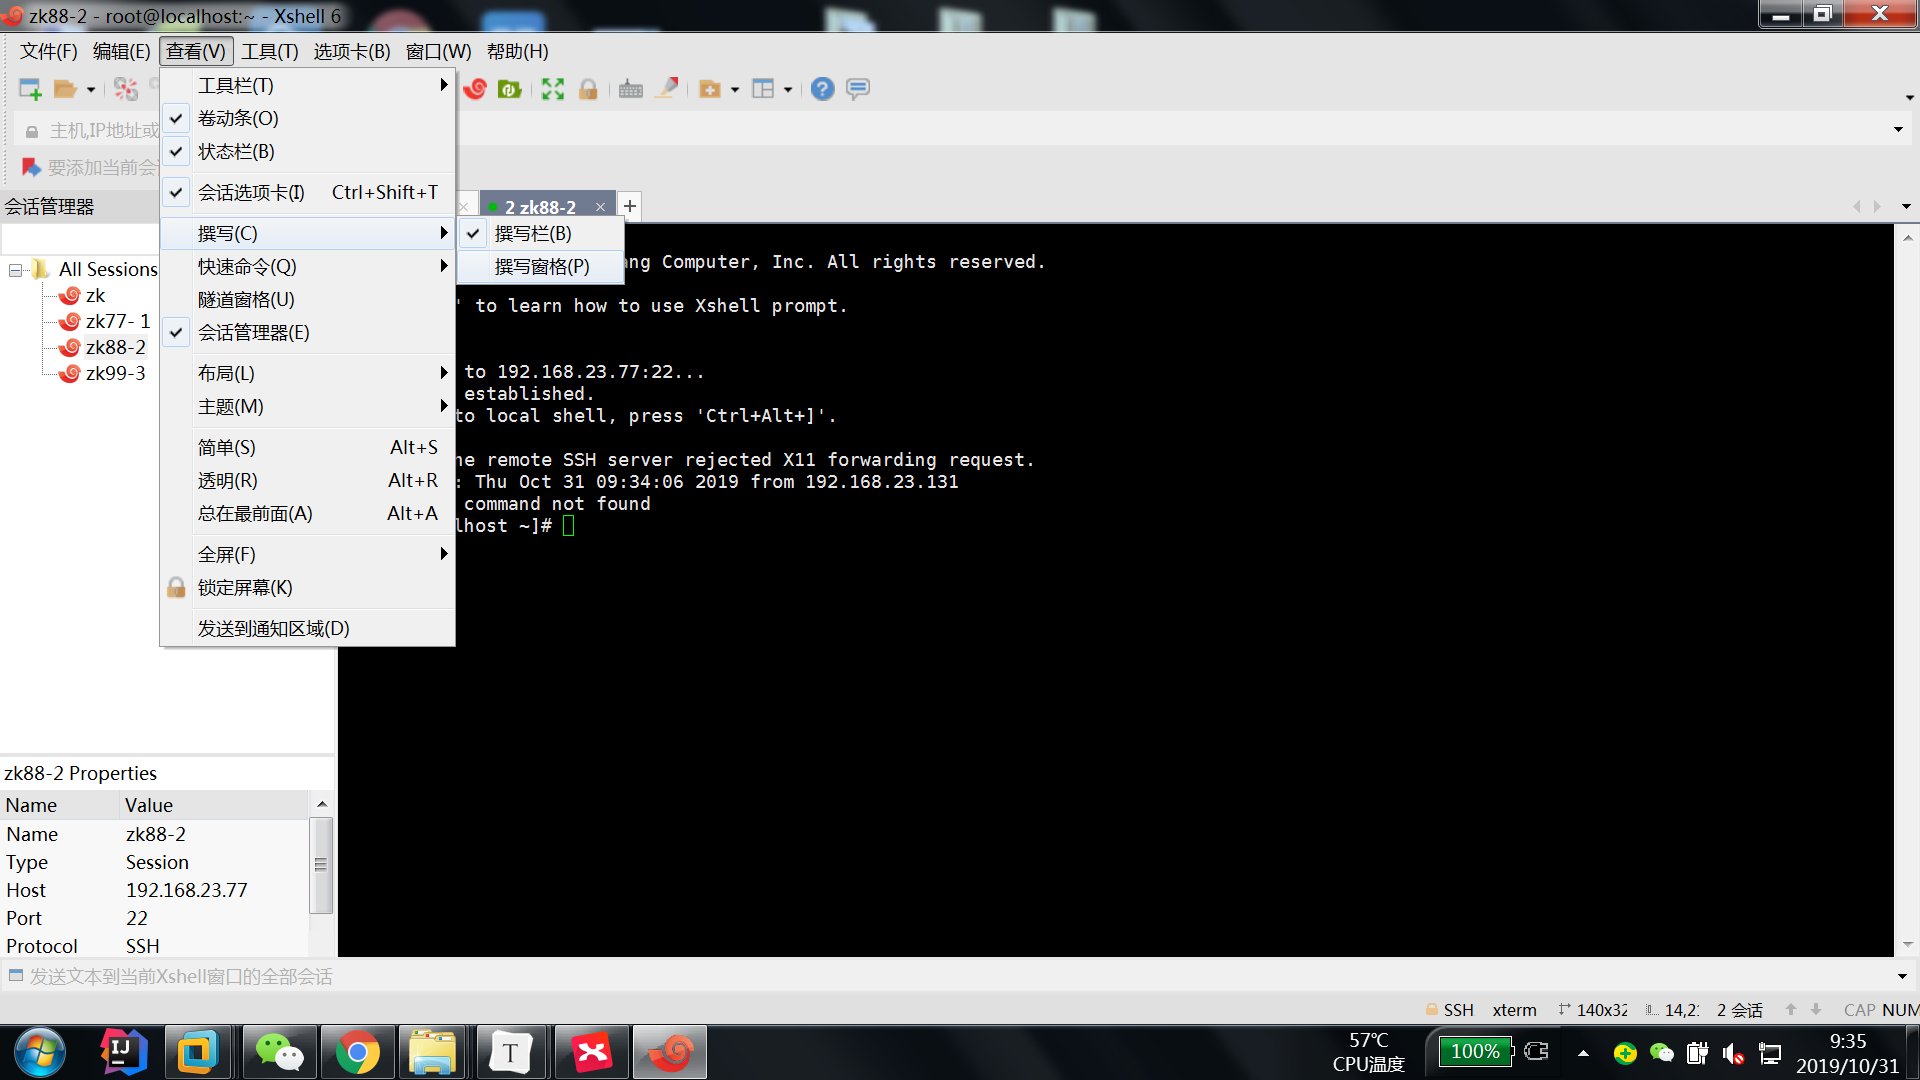 zk88-2 - root@localhost:~ - Xshell 6
文件(F) 编辑(E) 查看(V) 工具(T) 选项卡(B) 窗口(W) 帮助(H)
主机,IP地址或
要添加当前会
工具栏(T)
卷动条(O)
状态栏(B)
会话选项卡(I) Ctrl+Shift+T
撰写(C)
快速命令(Q)
隧道窗格(U)
会话管理器(E)
布局(L)
主题(M)
简单(S) Alt+S
透明(R) Alt+R
总在最前面(A) Alt+A
全屏(F)
锁定屏幕(K)
发送到通知区域(D)
撰写栏(B)
撰写窗格(P)
会话管理器
All Sessions
zk
zk77- 1
zk88-2
zk99-3
2 zk88-2
ang Computer, Inc. All rights reserved.
' to learn how to use Xshell prompt.
to 192.168.23.77:22...
established.
to local shell, press 'Ctrl+Alt+]'.
he remote SSH server rejected X11 forwarding request.
: Thu Oct 31 09:34:06 2019 from 192.168.23.131
command not found
lhost ~]#
zk88-2 Properties
Name Value
Name zk88-2
Type Session
Host 192.168.23.77
Port 22
Protocol SSH
发送文本到当前Xshell窗口的全部会话
SSH xterm 140x32 14,2 2 会话 CAP NUM
IJ
T
57℃
CPU温度
100%
9:35
2019/10/31